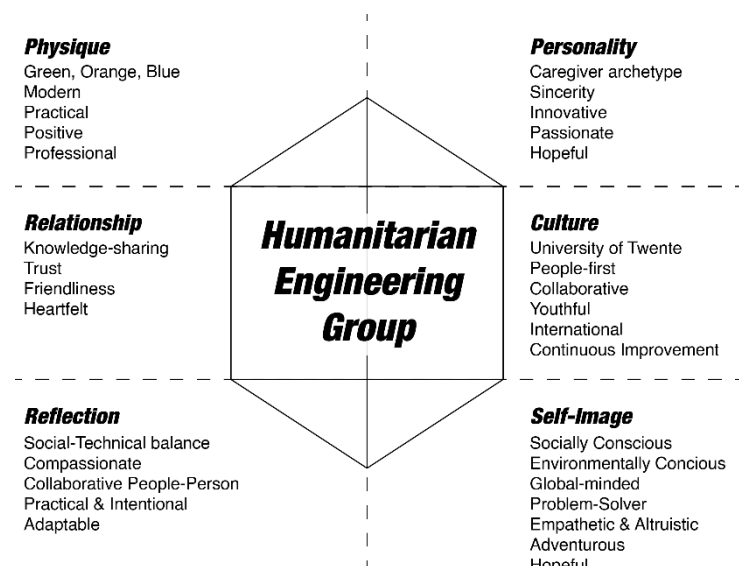 Physique
Green, Orange, Blue
Modern
Practical
Positive
Professional
Personality
Caregiver archetype
Sincerity
Innovative
Passionate
Hopeful
Relationship
Knowledge-sharing
Trust
Friendliness
Heartfelt
Humanitarian
Engineering
Group
Culture
University of Twente
People-first
Collaborative
Youthful
International
Continuous Improvement
Reflection
Social-Technical balance
Compassionate
Collaborative People-Person
Practical & Intentional
Adaptable
Self-Image
Socially Conscious
Environmentally Concious
Global-minded
Problem-Solver
Empathetic & Altruistic
Adventurous
Hopeful